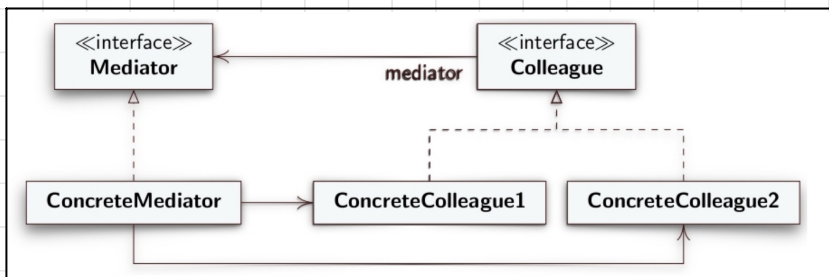 ≪interface≫
Mediator
≪interface≫
Colleague
mediator
ConcreteMediator
ConcreteColleague1
ConcreteColleague2